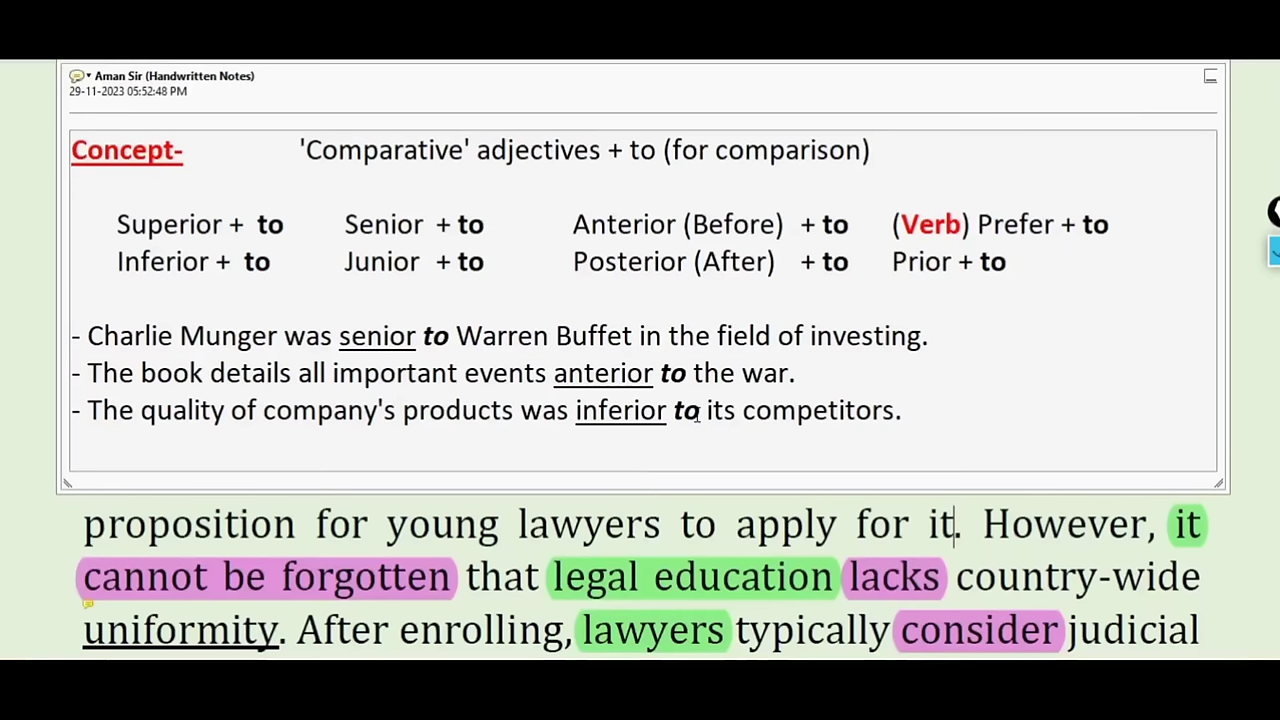 Aman Sir (Handwritten Notes)
29-11-2023 05:52:48 PM
Concept- 'Comparative' adjectives + to (for comparison)
Superior + to Senior + to Anterior (Before) + to (Verb) Prefer + to
Inferior + to Junior + to Posterior (After) + to Prior + to
- Charlie Munger was senior to Warren Buffet in the field of investing.
- The book details all important events anterior to the war.
- The quality of company's products was inferior to its competitors.
proposition for young lawyers to apply for it. However, it
cannot be forgotten that legal education lacks country-wide
uniformity. After enrolling, lawyers typically consider judicial